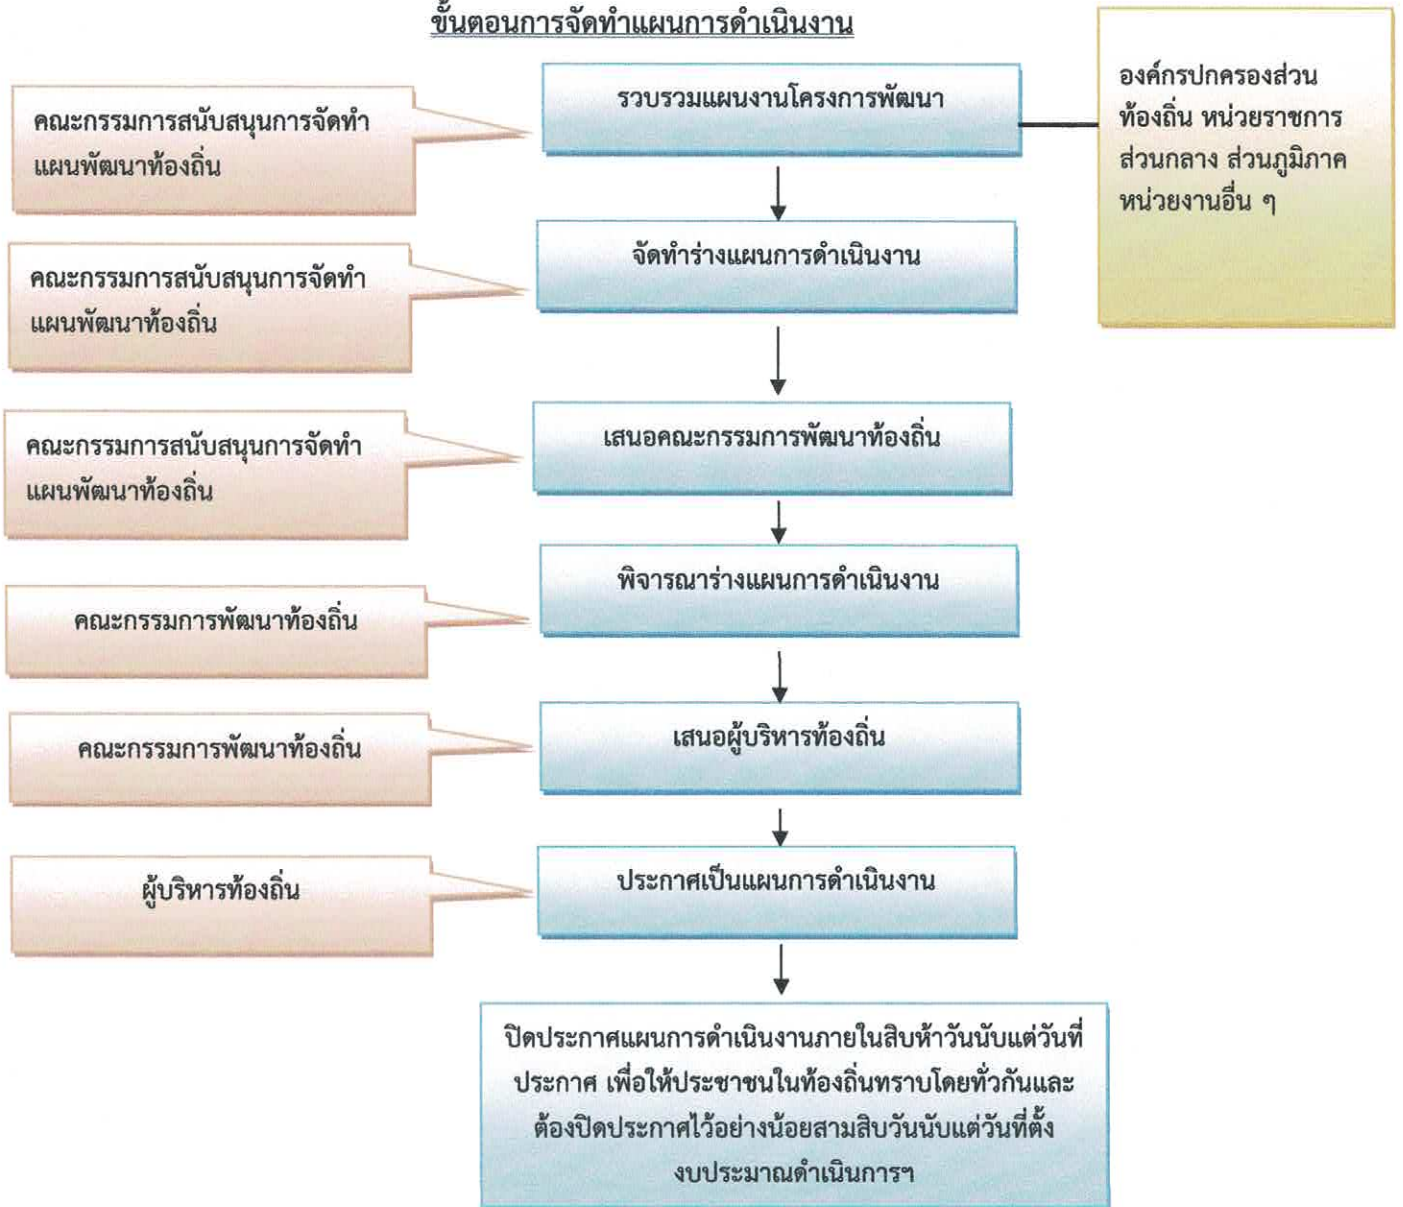 ขั้นตอนการจัดทำแผนการดำเนินงาน
คณะกรรมการสนับสนุนการจัดทำ
แผนพัฒนาท้องถิ่น
รวบรวมแผนงานโครงการพัฒนา
องค์กรปกครองส่วน
ท้องถิ่น หน่วยราชการ
ส่วนกลาง ส่วนภูมิภาค
หน่วยงานอื่น ๆ
คณะกรรมการสนับสนุนการจัดทำ
แผนพัฒนาท้องถิ่น
จัดทำร่างแผนการดำเนินงาน
คณะกรรมการสนับสนุนการจัดทำ
แผนพัฒนาท้องถิ่น
เสนอคณะกรรมการพัฒนาท้องถิ่น
คณะกรรมการพัฒนาท้องถิ่น
พิจารณาร่างแผนการดำเนินงาน
คณะกรรมการพัฒนาท้องถิ่น
เสนอผู้บริหารท้องถิ่น
ผู้บริหารท้องถิ่น
ประกาศเป็นแผนการดำเนินงาน
ปิดประกาศแผนการดำเนินงานภายในสิบห้าวันนับแต่วันที่
ประกาศ เพื่อให้ประชาชนในท้องถิ่นทราบโดยทั่วกันและ
ต้องปิดประกาศไว้อย่างน้อยสามสิบวันนับแต่วันที่ตั้ง
งบประมาณดำเนินการฯ